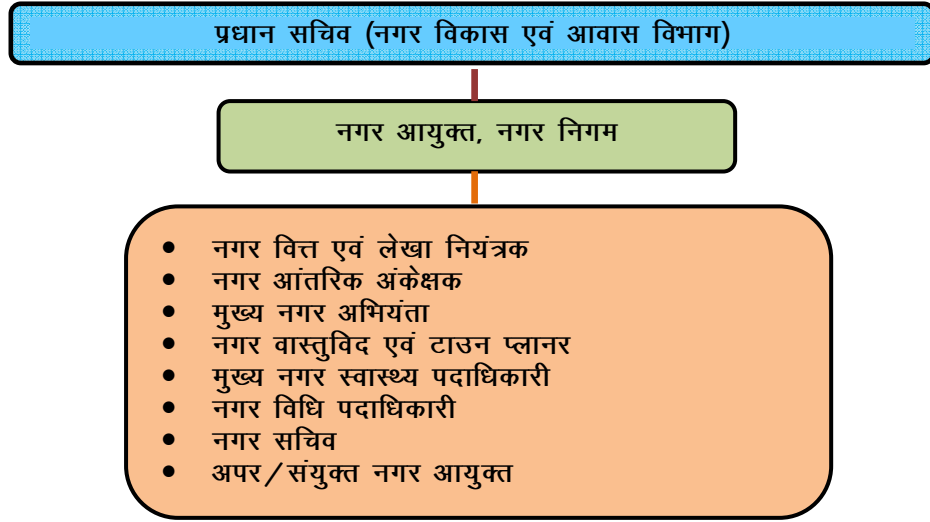 प्रधान सचिव (नगर विकास एवं आवास विभाग)
नगर आयुक्त, नगर निगम
• नगर वित्त एवं लेखा नियंत्रक
• नगर आंतरिक अंकेक्षक
• मुख्य नगर अभियंता
• नगर वास्तुविद एवं टाउन प्लानर
• मुख्य नगर स्वास्थ्य पदाधिकारी
• नगर विधि पदाधिकारी
• नगर सचिव
• अपर/संयुक्त नगर आयुक्त